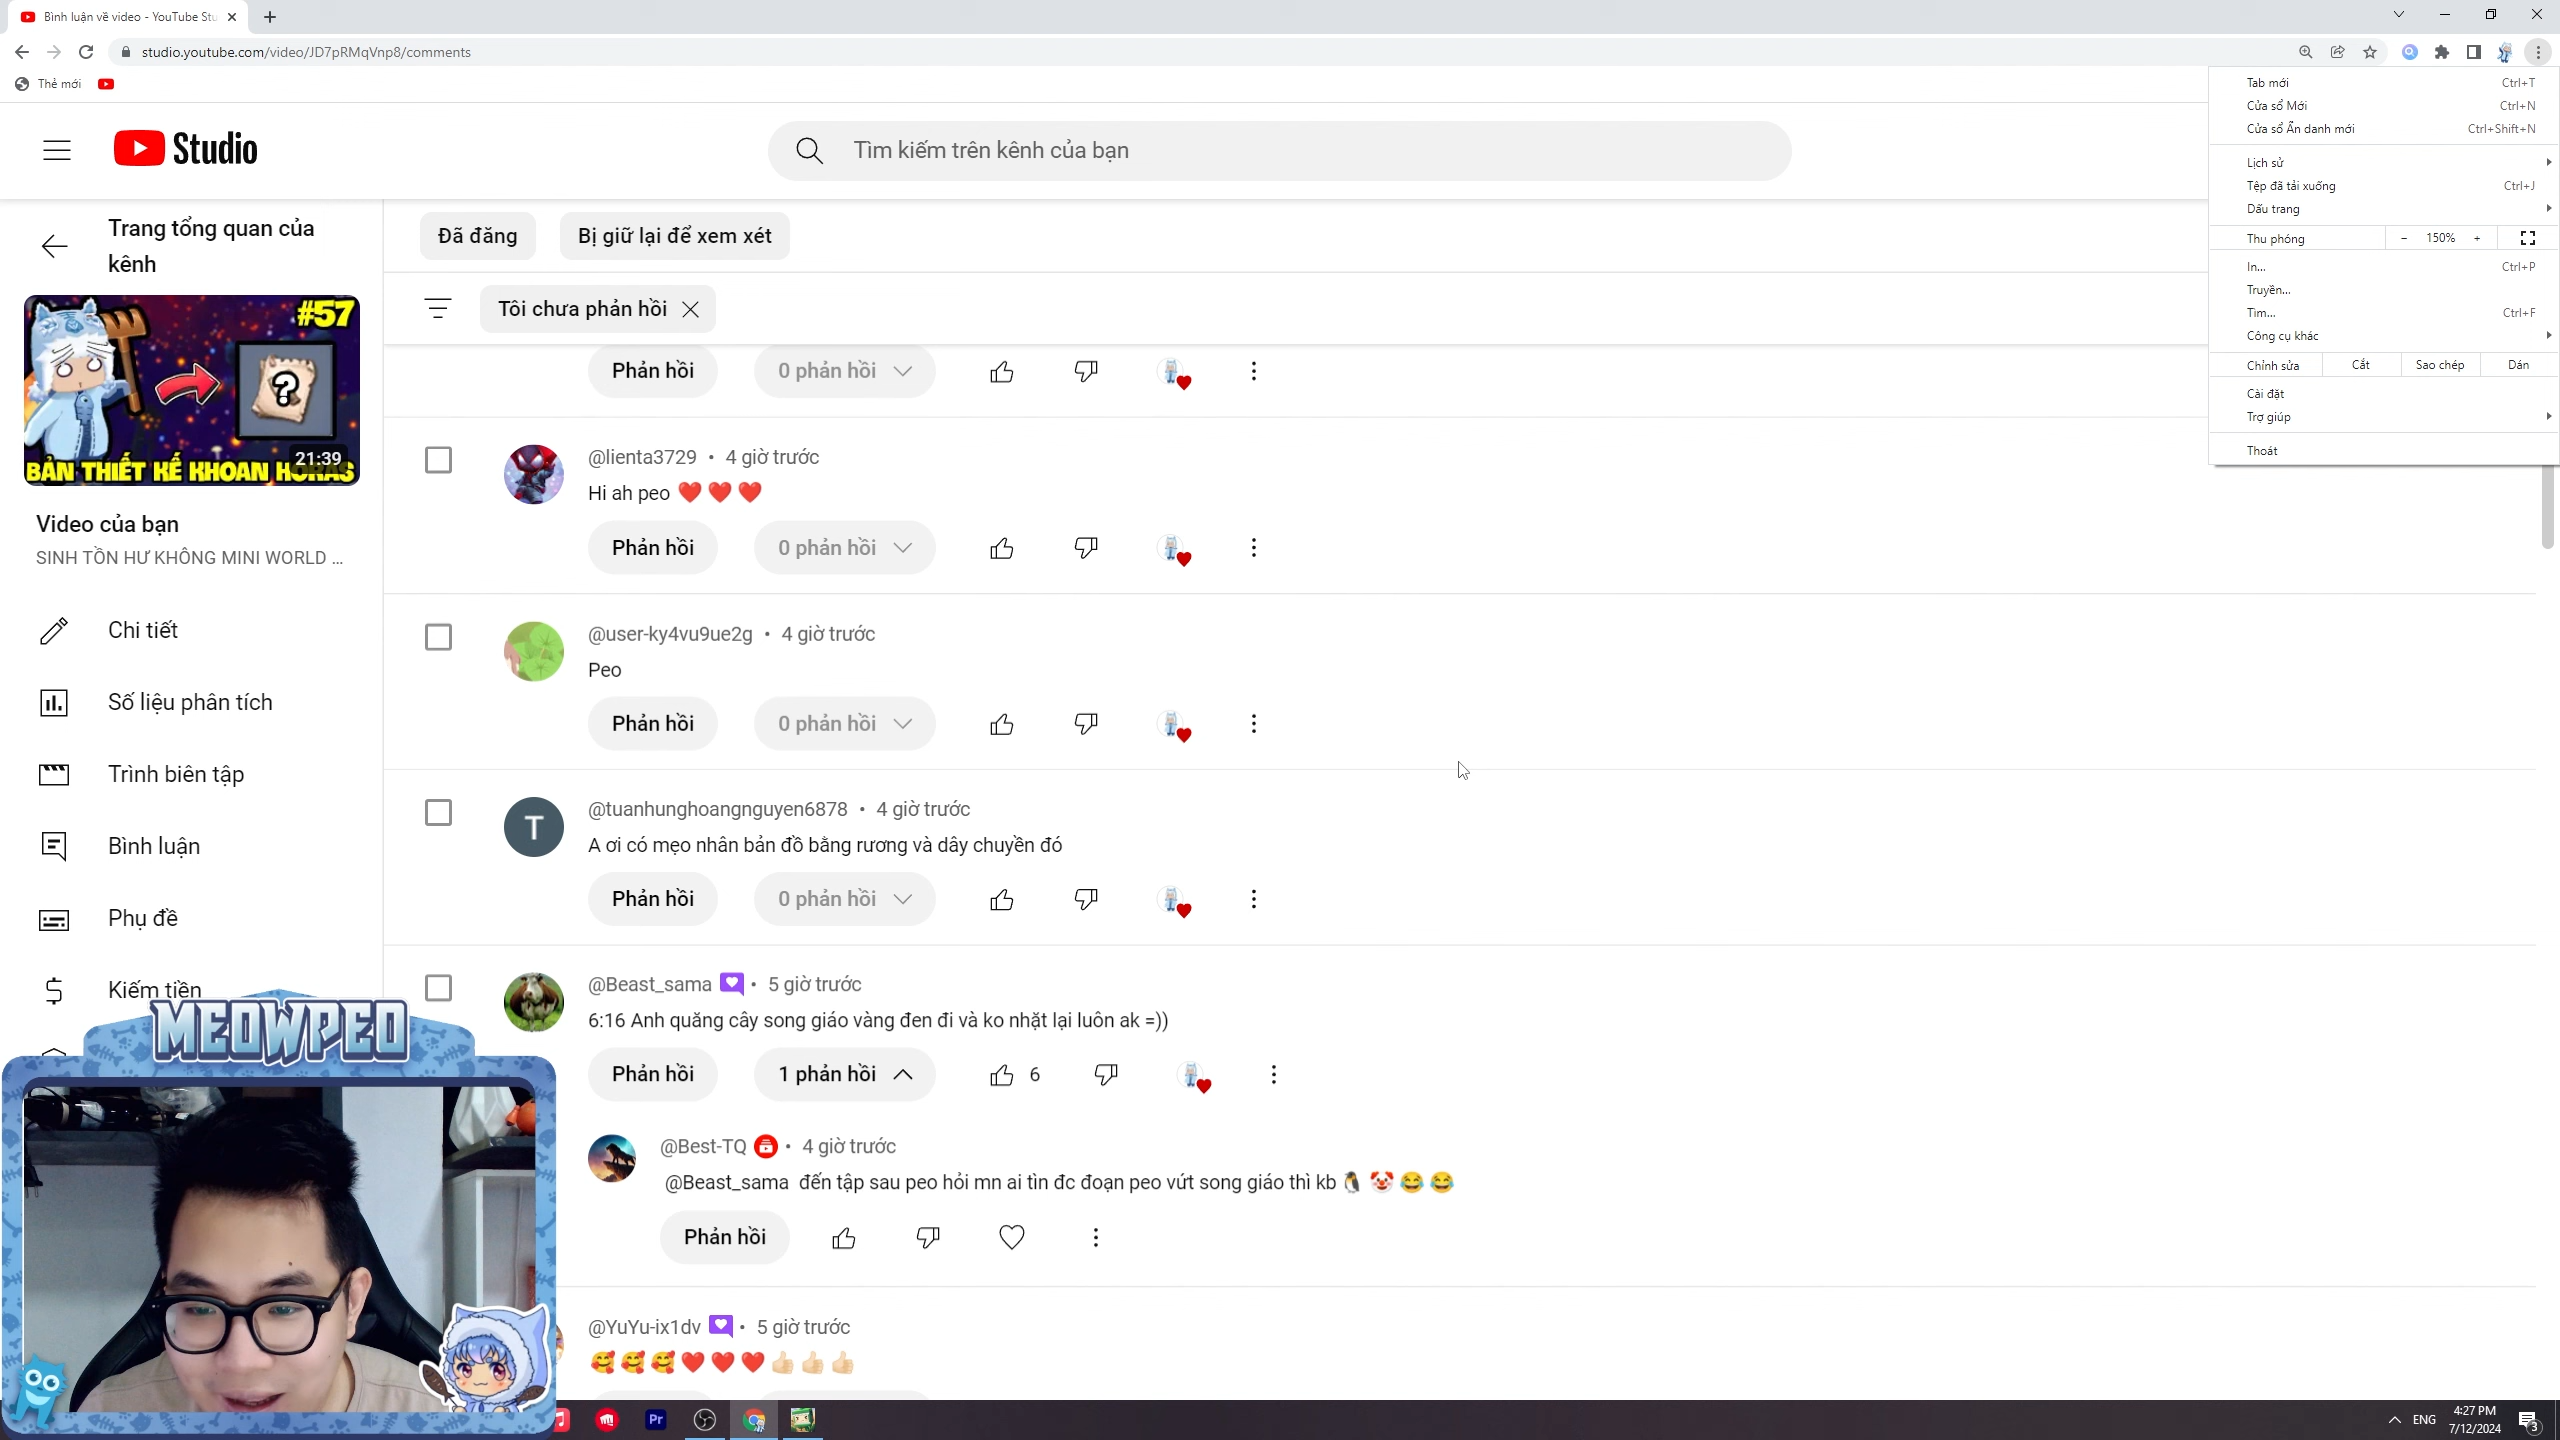 Bình luận về video - YouTube Stu
studio.youtube.com/video/JD7pRMqVnp8/comments
Thẻ mới
Tab mới Ctrl+T
Cửa sổ Mới Ctrl+N
Cửa sổ Ẩn danh mới Ctrl+Shift+N
Lịch sử
Tệp đã tải xuống Ctrl+J
Dấu trang
Thu phóng − 150% +
In... Ctrl+P
Truyền...
Tìm... Ctrl+F
Công cụ khác
Chỉnh sửa Cắt Sao chép Dán
Cài đặt
Trợ giúp
Thoát
Studio
Tìm kiếm trên kênh của bạn
Trang tổng quan của
kênh
#57
?
21:39
BẢN THIẾT KẾ KHOAN HORAS
Video của bạn
SINH TỒN HƯ KHÔNG MINI WORLD ...
Chi tiết
Số liệu phân tích
Trình biên tập
Bình luận
Phụ đề
Kiếm tiền
MEOWPEO
Đã đăng Bị giữ lại để xem xét
Tôi chưa phản hồi
Phản hồi 0 phản hồi
@lienta3729 • 4 giờ trước
Hi ah peo ❤️ ❤️ ❤️
Phản hồi 0 phản hồi
@user-ky4vu9ue2g • 4 giờ trước
Peo
Phản hồi 0 phản hồi
T
@tuanhunghoangnguyen6878 • 4 giờ trước
A ơi có mẹo nhân bản đồ bằng rương và dây chuyền đó
Phản hồi 0 phản hồi
@Beast_sama • 5 giờ trước
6:16 Anh quăng cây song giáo vàng đen đi và ko nhặt lại luôn ak =))
Phản hồi 1 phản hồi 6
@Best-TQ • 4 giờ trước
@Beast_sama đến tập sau peo hỏi mn ai tìn đc đoạn peo vứt song giáo thì kb 🐧 🤡 😂 😂
Phản hồi
@YuYu-ix1dv • 5 giờ trước
🥰 🥰 🥰 ❤️ ❤️ ❤️ 👍🏻 👍🏻 👍🏻
Pr
ENG
4:27 PM
7/12/2024
3